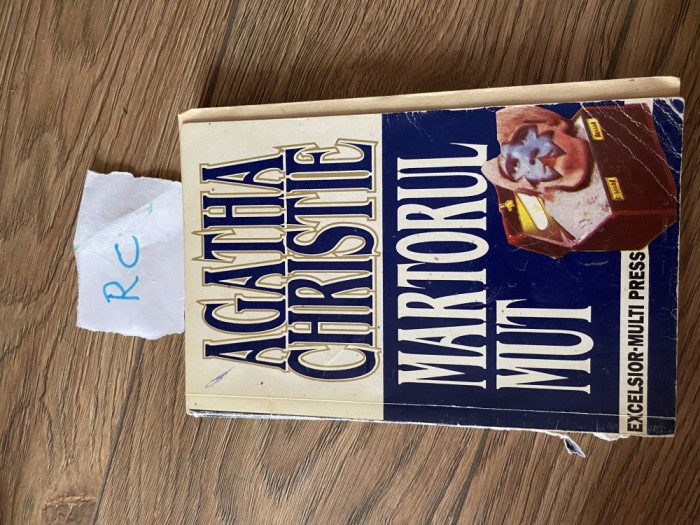 RC
AGATHA
CHRISTIE
MARTORUL
MUT
EXCELSIOR-MULTI PRESS